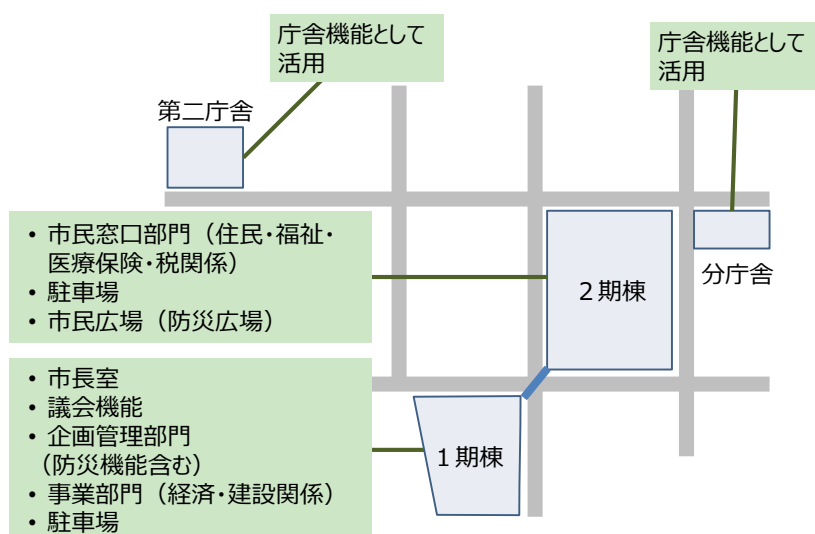 庁舎機能として
活用
庁舎機能として
活用
第二庁舎
• 市民窓口部門（住民・福祉・
医療保険・税関係）
• 駐車場
• 市民広場（防災広場）
２期棟
分庁舎
• 市長室
• 議会機能
• 企画管理部門
（防災機能含む）
• 事業部門（経済・建設関係）
• 駐車場
１期棟